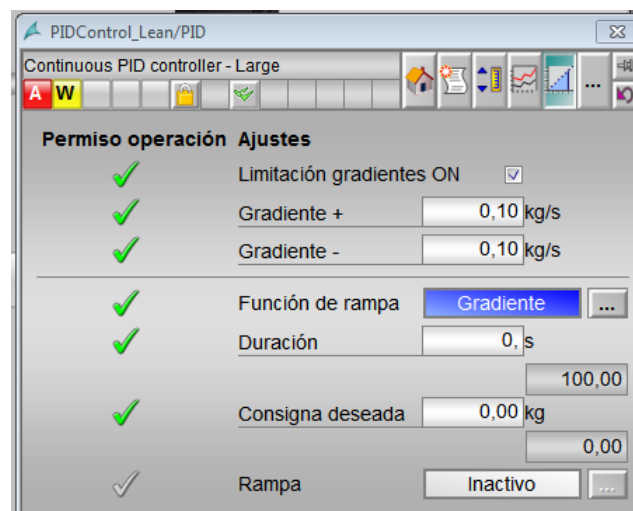 PIDControl_Lean/PID
Continuous PID controller - Large
A W
...
Permiso operación Ajustes
Limitación gradientes ON
Gradiente + 0,10 kg/s
Gradiente - 0,10 kg/s
Función de rampa Gradiente ...
Duración 0, s
100,00
Consigna deseada 0,00 kg
0,00
Rampa Inactivo ...